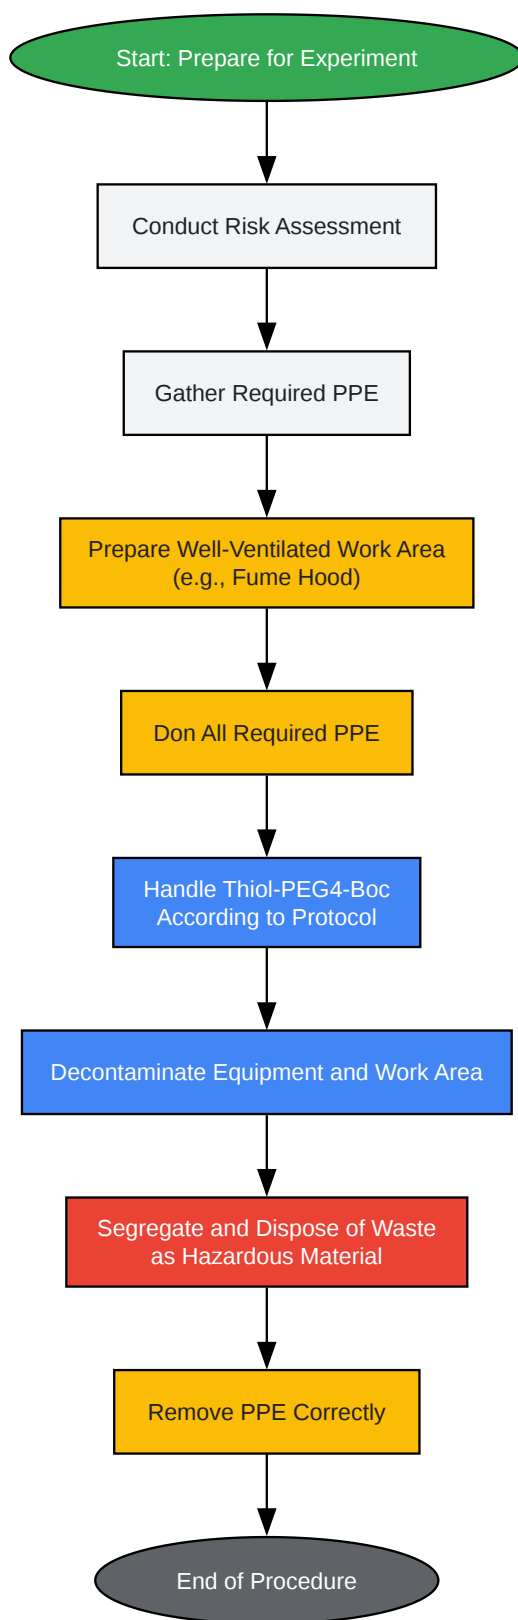 Start: Prepare for Experiment
Conduct Risk Assessment
Gather Required PPE
Prepare Well-Ventilated Work Area
(e.g., Fume Hood)
Don All Required PPE
Handle Thiol-PEG4-Boc
According to Protocol
Decontaminate Equipment and Work Area
Segregate and Dispose of Waste
as Hazardous Material
Remove PPE Correctly
End of Procedure